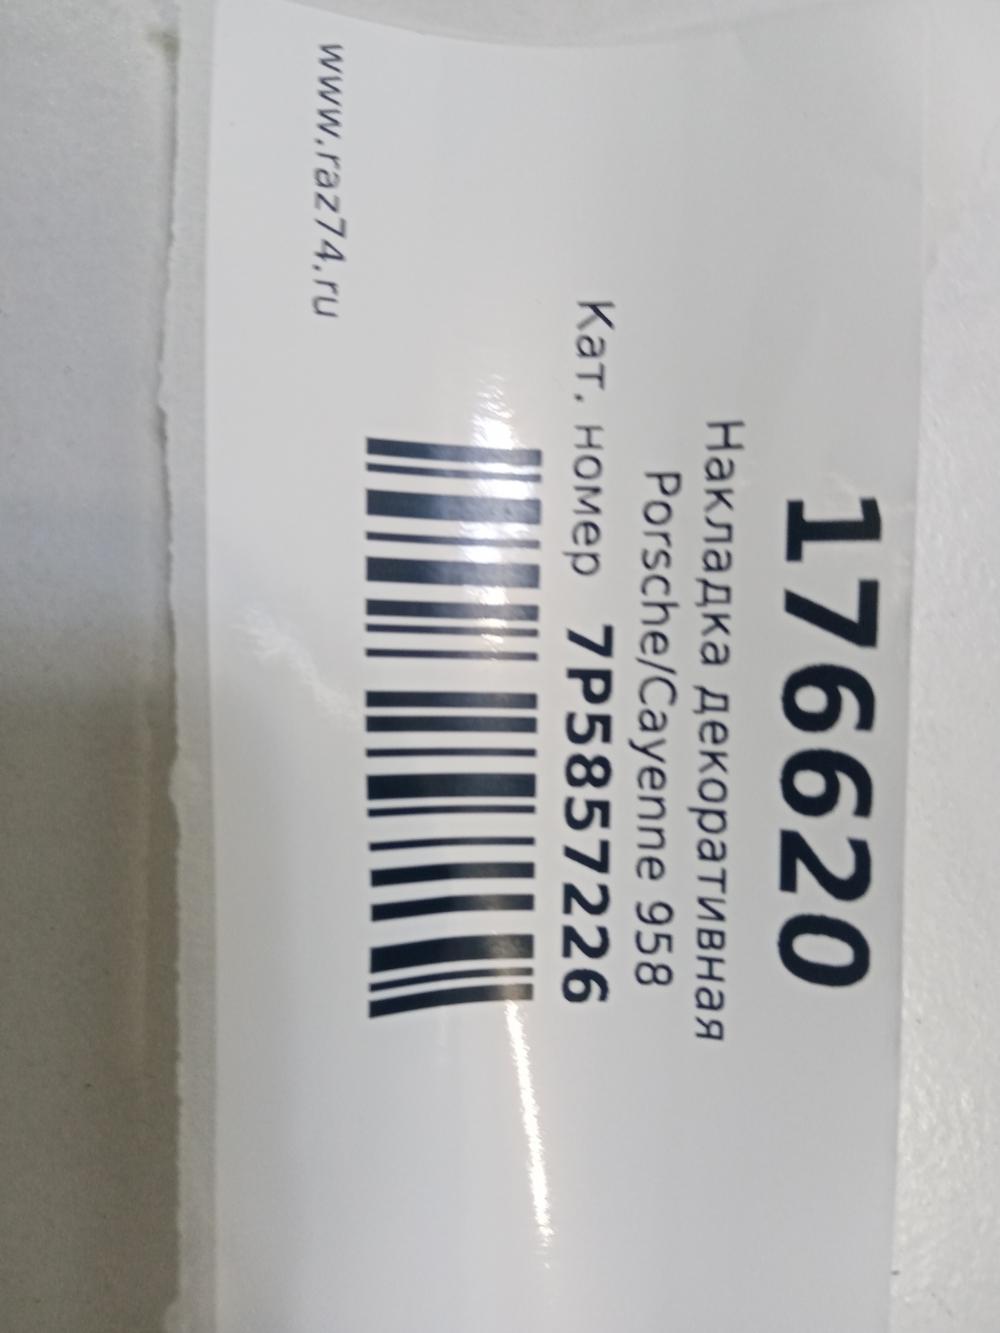 176620
Накладка декоративная
Porsche/Cayenne 958
Кат. номер 7P5857226
www.raz74.ru